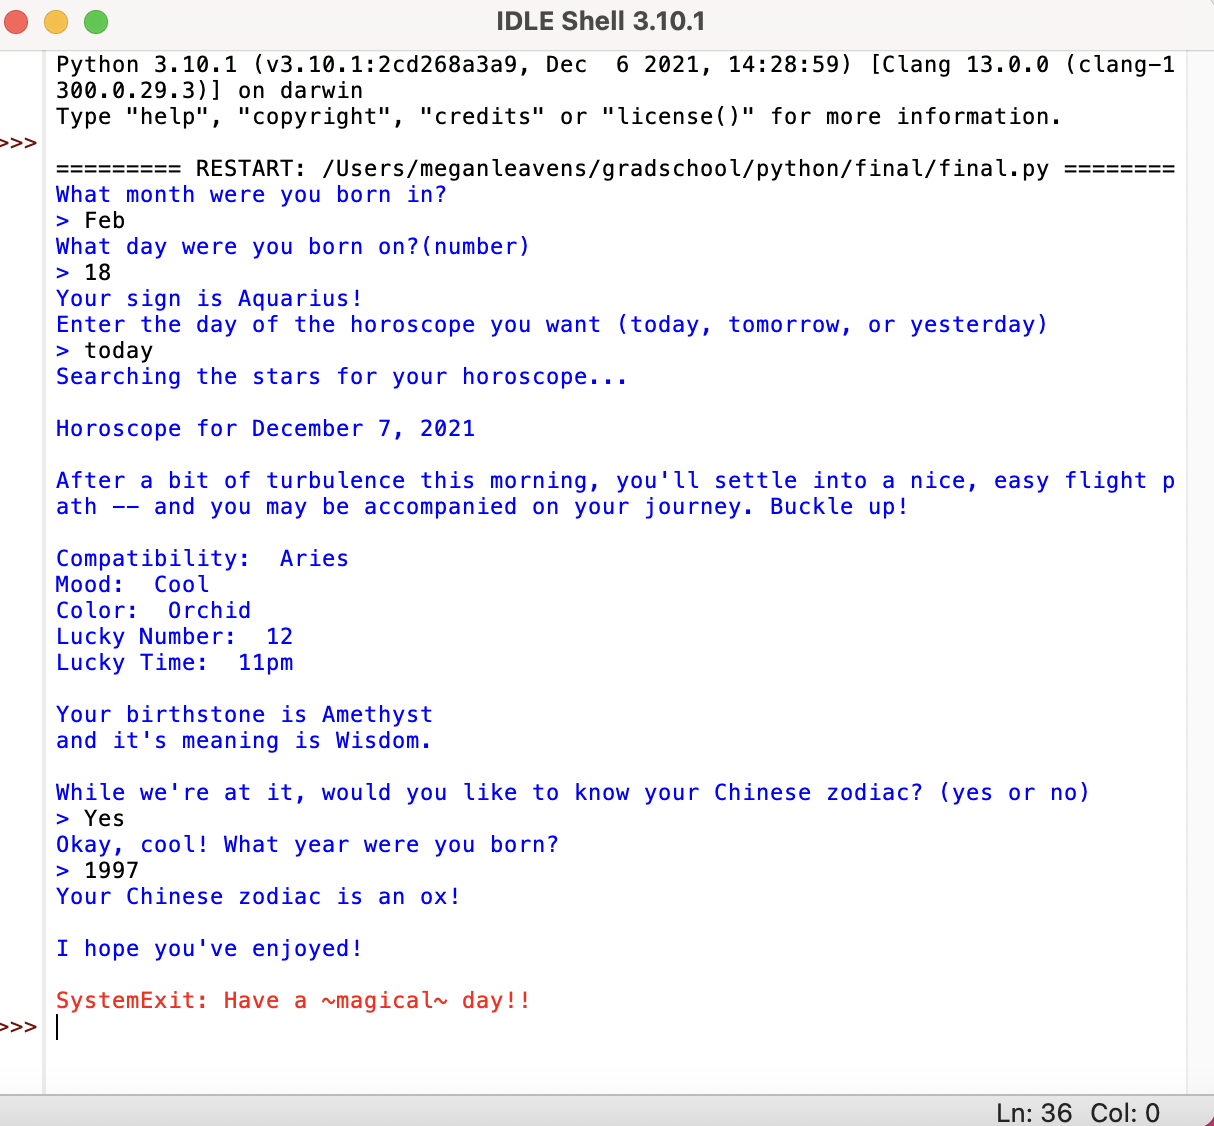 IDLE Shell 3.10.1
Python 3.10.1 (v3.10.1:2cd268a3a9, Dec  6 2021, 14:28:59) [Clang 13.0.0 (clang-1
300.0.29.3)] on darwin
Type "help", "copyright", "credits" or "license()" for more information.
>>>
========= RESTART: /Users/meganleavens/gradschool/python/final/final.py ========
What month were you born in?
> Feb
What day were you born on?(number)
> 18
Your sign is Aquarius!
Enter the day of the horoscope you want (today, tomorrow, or yesterday)
> today
Searching the stars for your horoscope...
Horoscope for December 7, 2021
After a bit of turbulence this morning, you'll settle into a nice, easy flight p
ath -- and you may be accompanied on your journey. Buckle up!
Compatibility:  Aries
Mood:  Cool
Color:  Orchid
Lucky Number:  12
Lucky Time:  11pm
Your birthstone is Amethyst
and it's meaning is Wisdom.
While we're at it, would you like to know your Chinese zodiac? (yes or no)
> Yes
Okay, cool! What year were you born?
> 1997
Your Chinese zodiac is an ox!
I hope you've enjoyed!
SystemExit: Have a ~magical~ day!!
>>>
Ln: 36 Col: 0